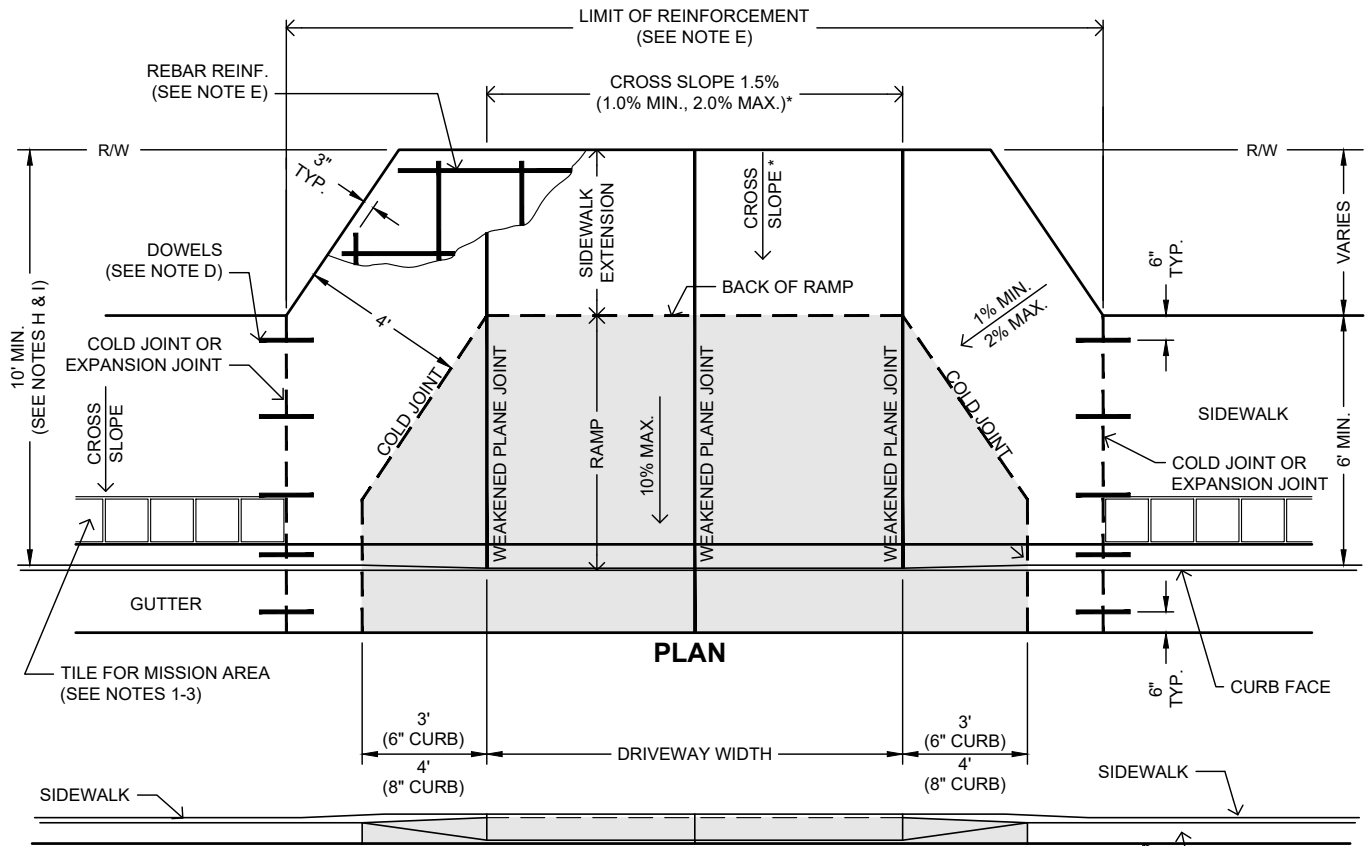 LIMIT OF REINFORCEMENT
(SEE NOTE E)
REBAR REINF.
(SEE NOTE E)
CROSS SLOPE 1.5%
(1.0% MIN., 2.0% MAX.)*
R/W
R/W
3"
TYP.
SIDEWALK
EXTENSION
CROSS
SLOPE *
VARIES
6"
TYP.
DOWELS
(SEE NOTE D)
BACK OF RAMP
4'
1% MIN.
2% MAX.
10' MIN.
(SEE NOTES H & I)
COLD JOINT OR
EXPANSION JOINT
CROSS
SLOPE
COLD JOINT
WEAKENED PLANE JOINT
RAMP
10% MAX.
WEAKENED PLANE JOINT
WEAKENED PLANE JOINT
COLD JOINT
SIDEWALK
6' MIN.
COLD JOINT OR
EXPANSION JOINT
GUTTER
PLAN
TILE FOR MISSION AREA
(SEE NOTES 1-3)
6"
TYP.
CURB FACE
3'
(6" CURB)
4'
(8" CURB)
DRIVEWAY WIDTH
3'
(6" CURB)
4'
(8" CURB)
SIDEWALK
SIDEWALK